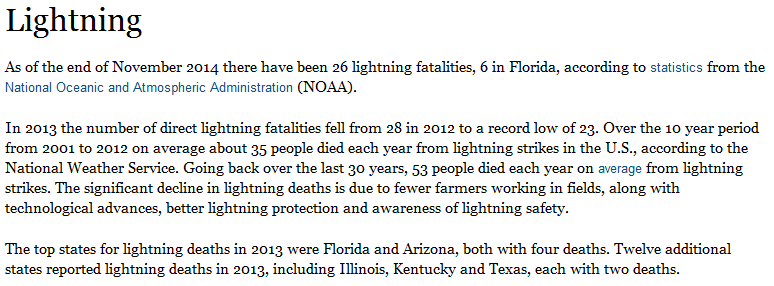 Lightning
As of the end of November 2014 there have been 26 lightning fatalities, 6 in Florida, according to statistics from the
National Oceanic and Atmospheric Administration (NOAA).
In 2013 the number of direct lightning fatalities fell from 28 in 2012 to a record low of 23. Over the 10 year period
from 2001 to 2012 on average about 35 people died each year from lightning strikes in the U.S., according to the
National Weather Service. Going back over the last 30 years, 53 people died each year on average from lightning
strikes. The significant decline in lightning deaths is due to fewer farmers working in fields, along with
technological advances, better lightning protection and awareness of lightning safety.
The top states for lightning deaths in 2013 were Florida and Arizona, both with four deaths. Twelve additional
states reported lightning deaths in 2013, including Illinois, Kentucky and Texas, each with two deaths.